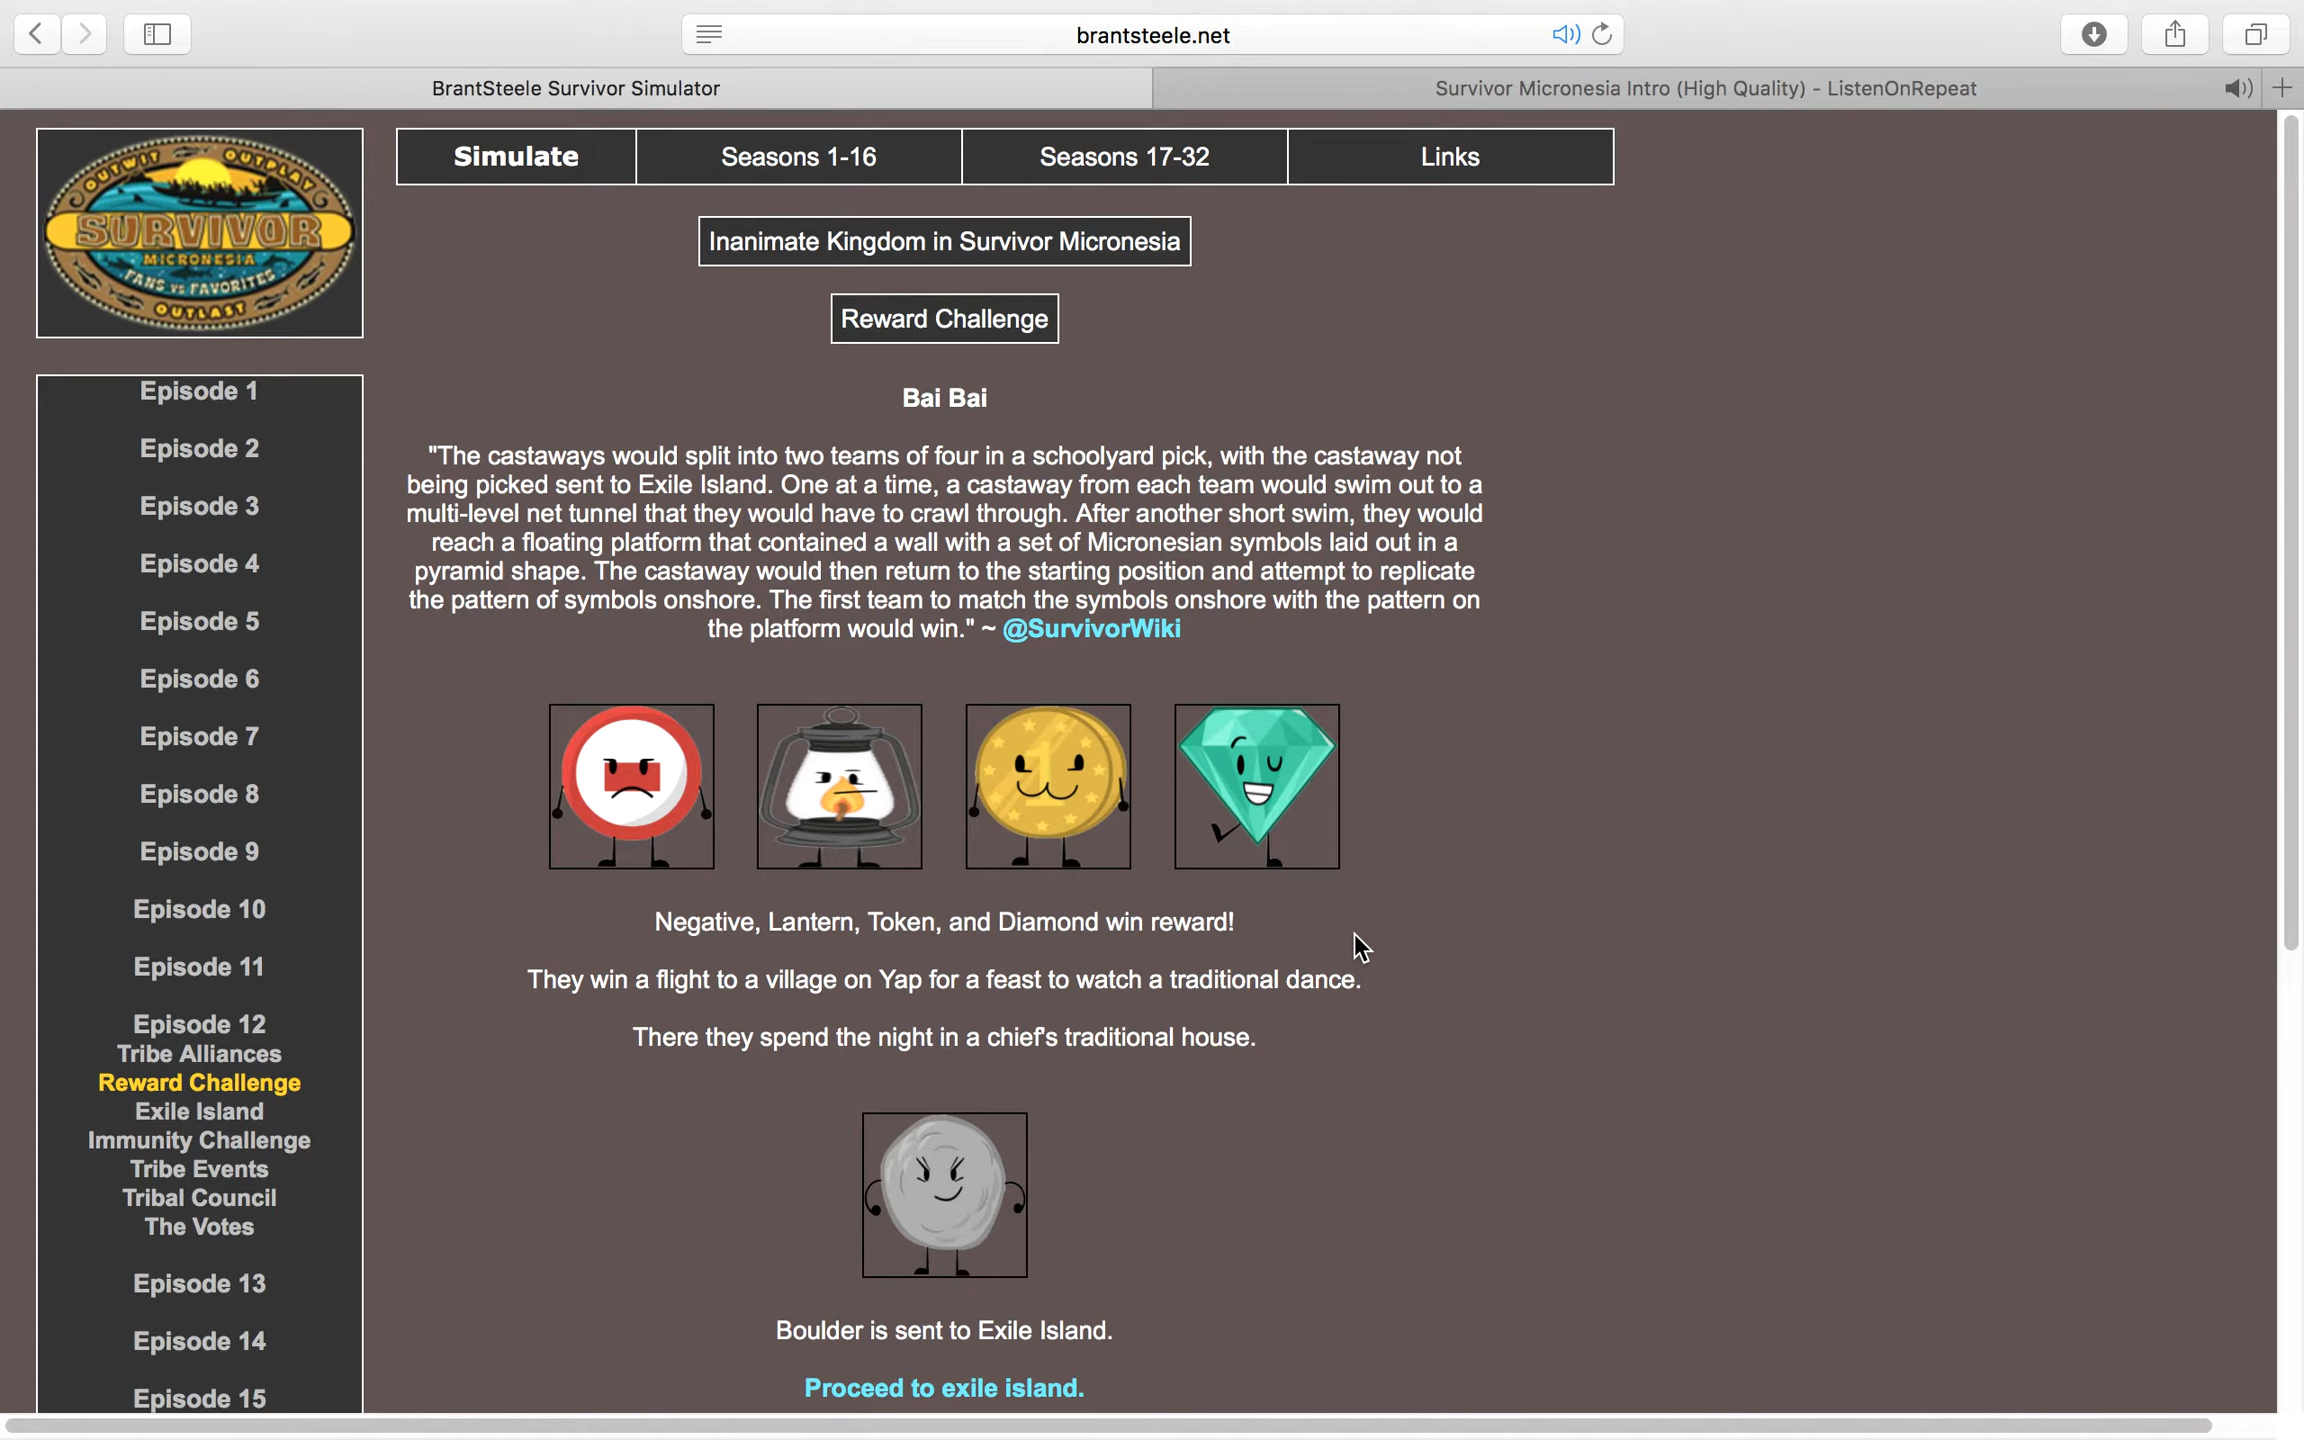 brantsteele.net
BrantSteele Survivor Simulator
Survivor Micronesia Intro (High Quality) - ListenOnRepeat
OUTWIT OUTPLAY
SURVIVOR
MICRONESIA
FANS VS FAVORITES
OUTLAST
Simulate
Seasons 1-16
Seasons 17-32
Links
Inanimate Kingdom in Survivor Micronesia
Reward Challenge
Bai Bai
"The castaways would split into two teams of four in a schoolyard pick, with the castaway not
being picked sent to Exile Island. One at a time, a castaway from each team would swim out to a
multi-level net tunnel that they would have to crawl through. After another short swim, they would
reach a floating platform that contained a wall with a set of Micronesian symbols laid out in a
pyramid shape. The castaway would then return to the starting position and attempt to replicate
the pattern of symbols onshore. The first team to match the symbols onshore with the pattern on
the platform would win." ~ @SurvivorWiki
1
Negative, Lantern, Token, and Diamond win reward!
They win a flight to a village on Yap for a feast to watch a traditional dance.
There they spend the night in a chief's traditional house.
Boulder is sent to Exile Island.
Proceed to exile island.
Episode 1
Episode 2
Episode 3
Episode 4
Episode 5
Episode 6
Episode 7
Episode 8
Episode 9
Episode 10
Episode 11
Episode 12
Tribe Alliances
Reward Challenge
Exile Island
Immunity Challenge
Tribe Events
Tribal Council
The Votes
Episode 13
Episode 14
Episode 15